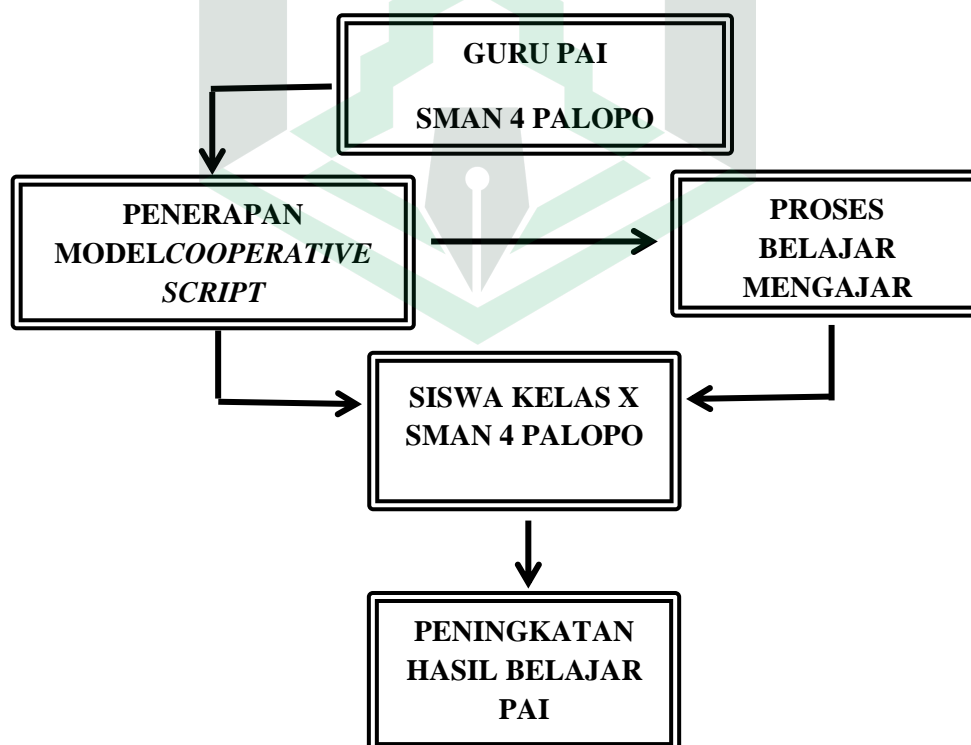 GURU PAI
SMAN 4 PALOPO
PENERAPAN
MODELCOOPERATIVE
SCRIPT
PROSES
BELAJAR
MENGAJAR
SISWA KELAS X
SMAN 4 PALOPO
PENINGKATAN
HASIL BELAJAR
PAI